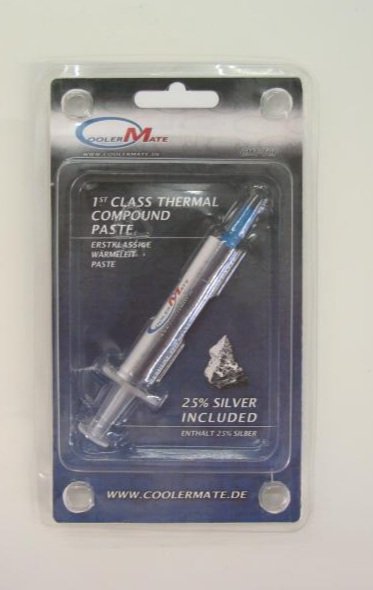 COOLERMATE
WWW.COOLERMATE.DE
1ST CLASS THERMAL
COMPOUND
PASTE
ERSTKLASSIGE
WÄRMELEIT-
PASTE
COOLERMATE
25% SILVER
INCLUDED
ENTHÄLT 25% SILBER
WWW.COOLERMATE.DE